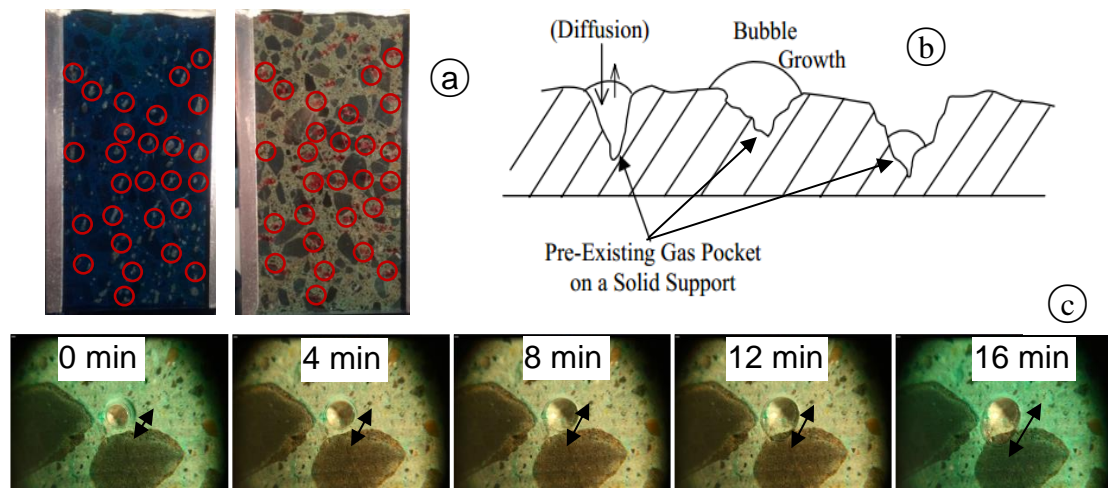 a
(Diffusion)
Bubble
Growth
b
Pre-Existing Gas Pocket
on a Solid Support
c
0 min
4 min
8 min
12 min
16 min